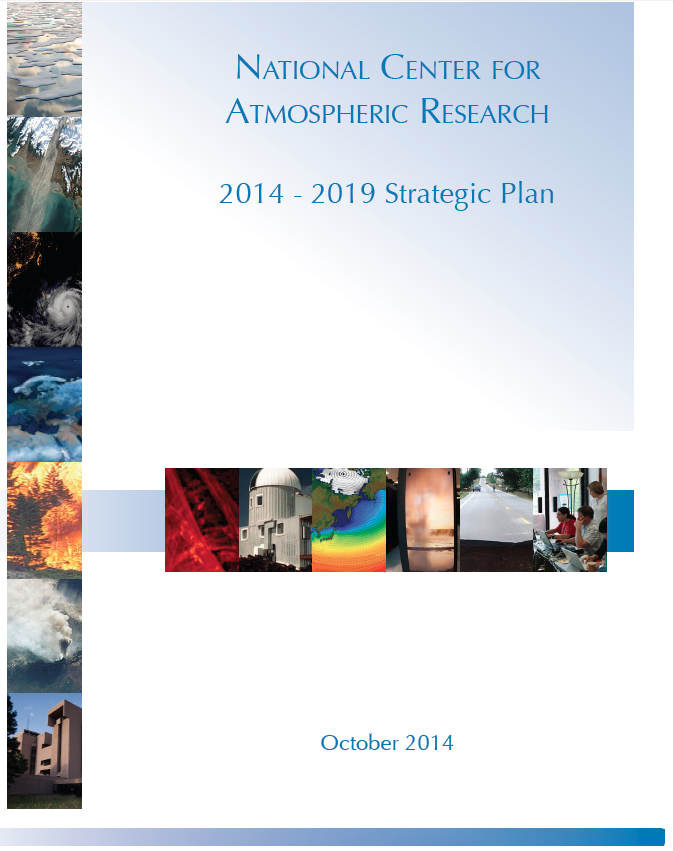 National Center for
Atmospheric Research
2014 - 2019 Strategic Plan
October 2014